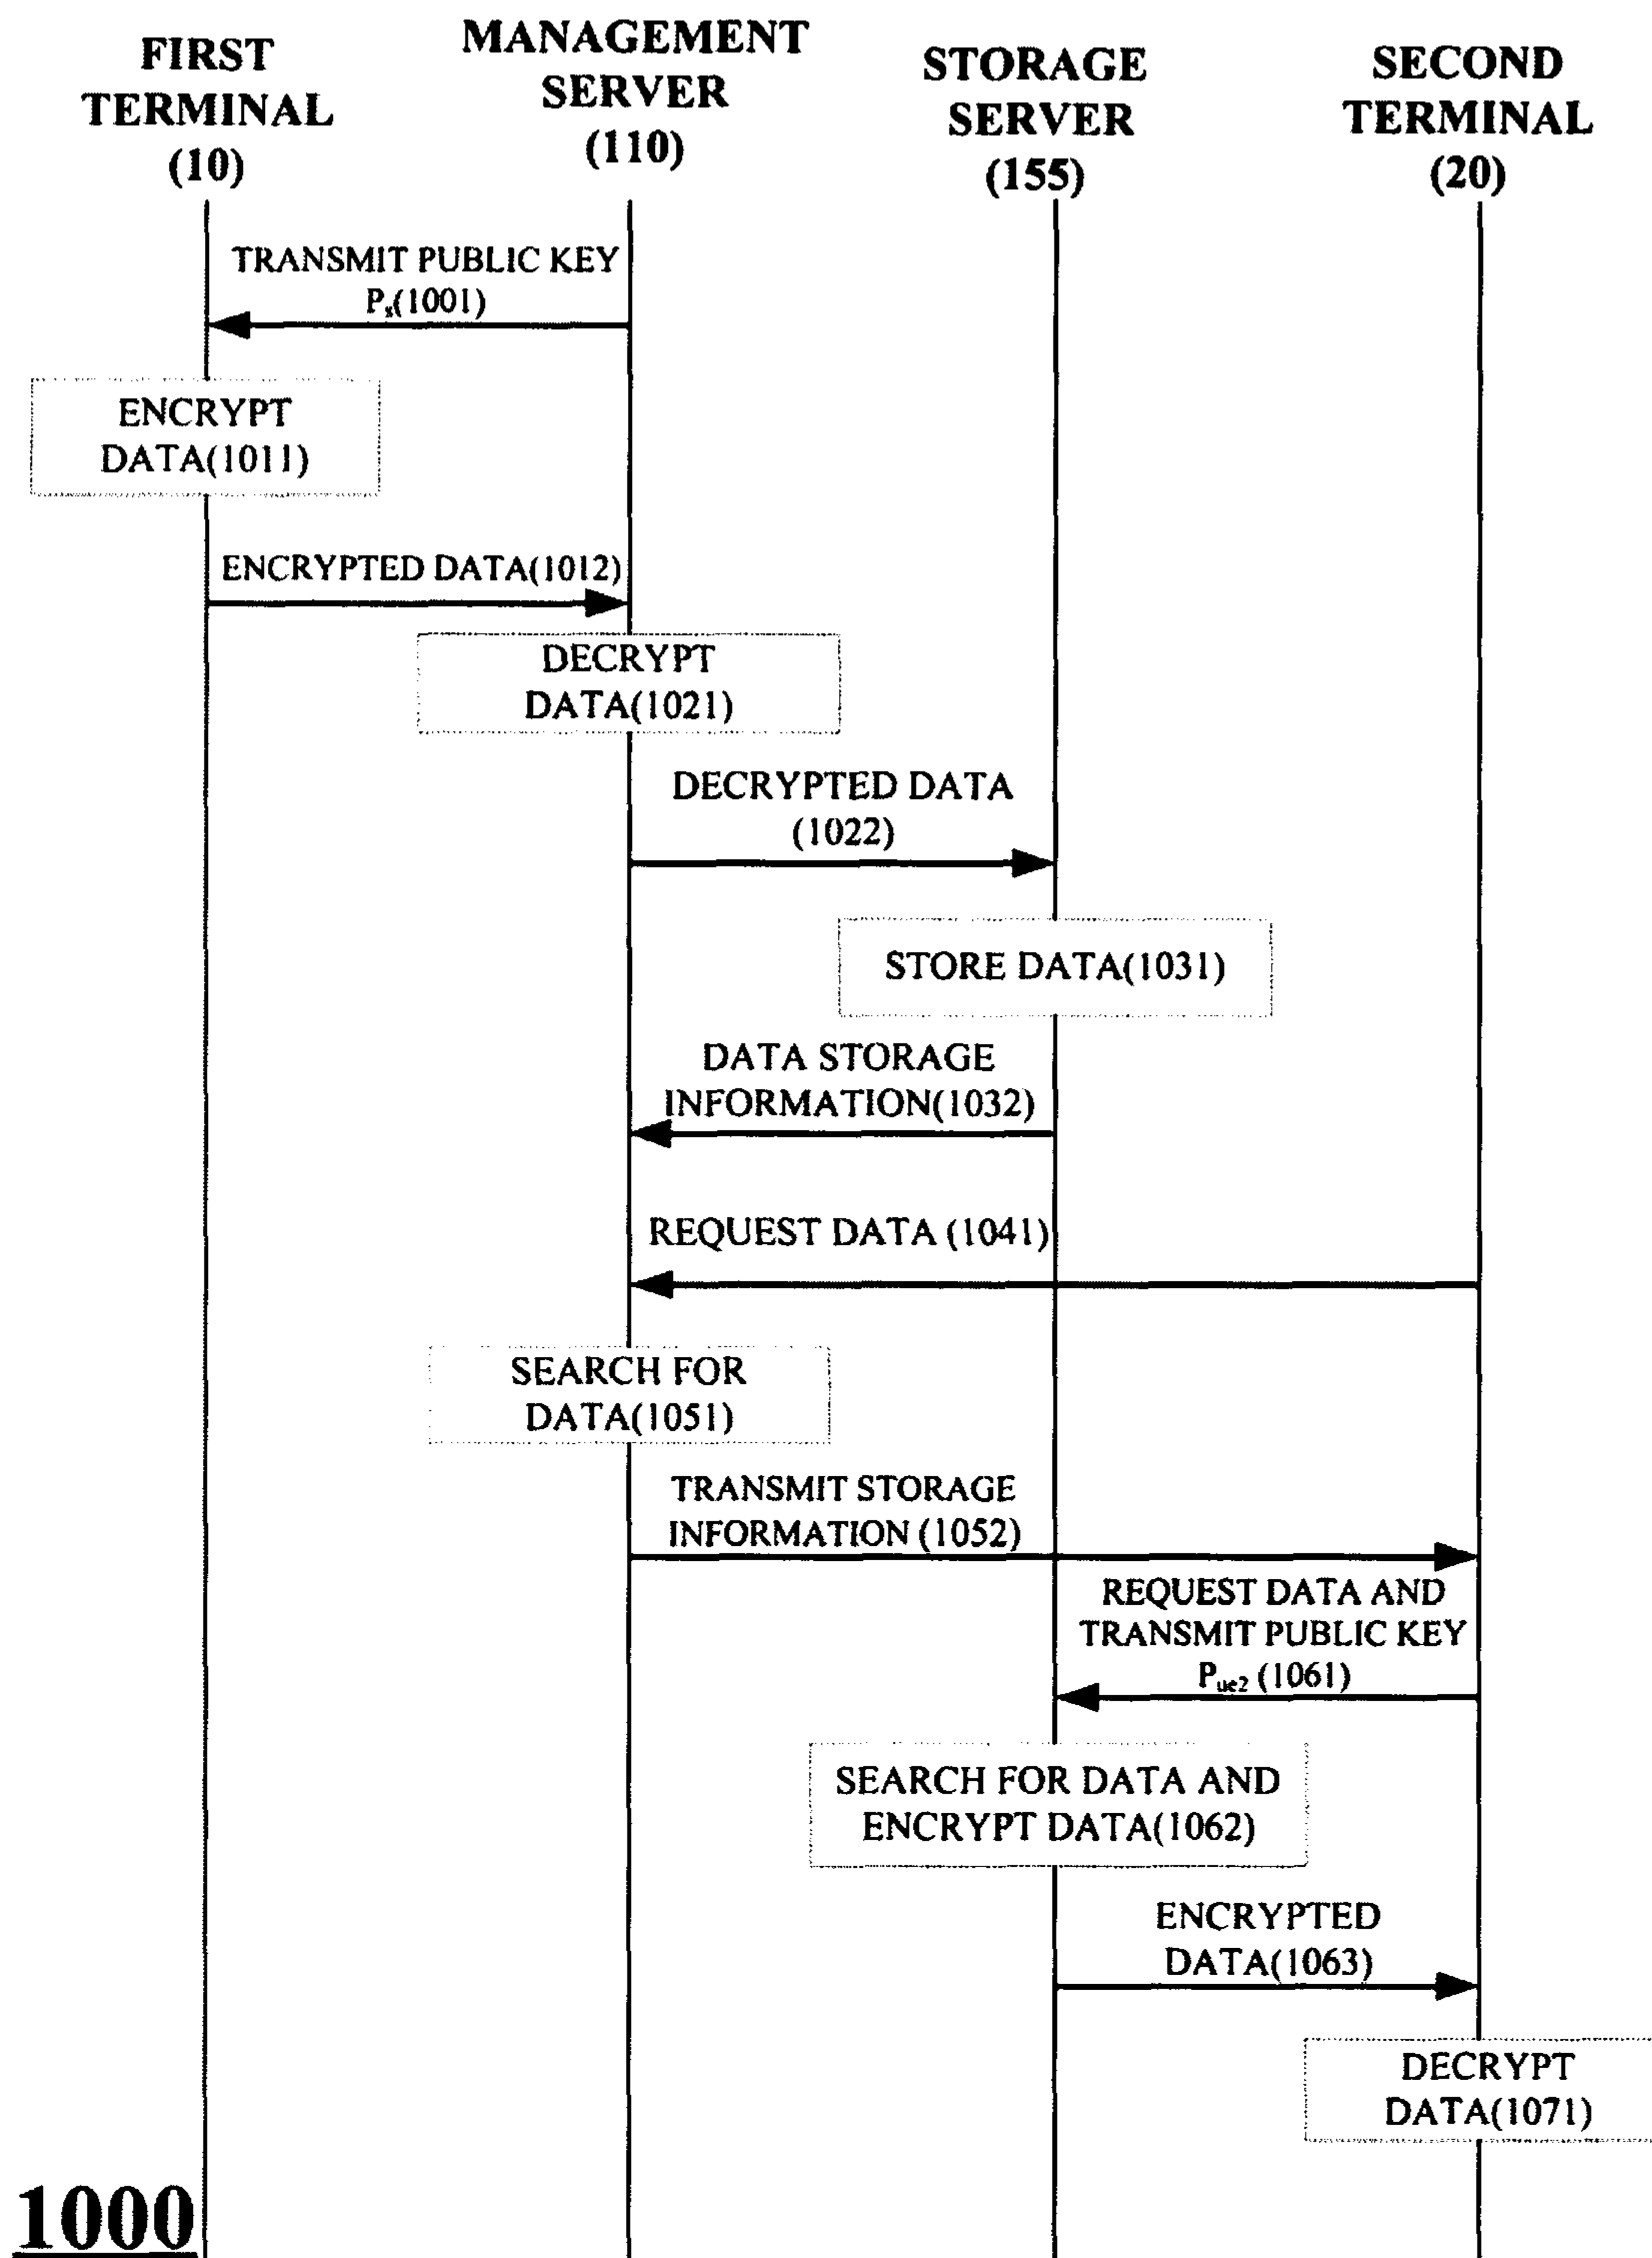 FIRST
TERMINAL
(10)
MANAGEMENT
SERVER
(110)
STORAGE
SERVER
(155)
SECOND
TERMINAL
(20)
TRANSMIT PUBLIC KEY
Ps(1001)
ENCRYPT
DATA(1011)
ENCRYPTED DATA(1012)
DECRYPT
DATA(1021)
DECRYPTED DATA
(1022)
STORE DATA(1031)
DATA STORAGE
INFORMATION(1032)
REQUEST DATA (1041)
SEARCH FOR
DATA(1051)
TRANSMIT STORAGE
INFORMATION (1052)
REQUEST DATA AND
TRANSMIT PUBLIC KEY
Pue2 (1061)
SEARCH FOR DATA AND
ENCRYPT DATA(1062)
ENCRYPTED
DATA(1063)
DECRYPT
DATA(1071)
1000